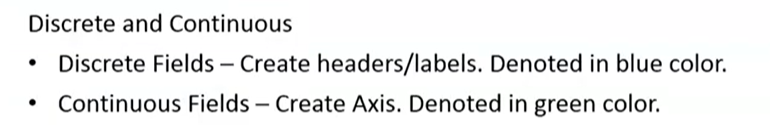 Discrete and Continuous
• Discrete Fields – Create headers/labels. Denoted in blue color.
• Continuous Fields – Create Axis. Denoted in green color.